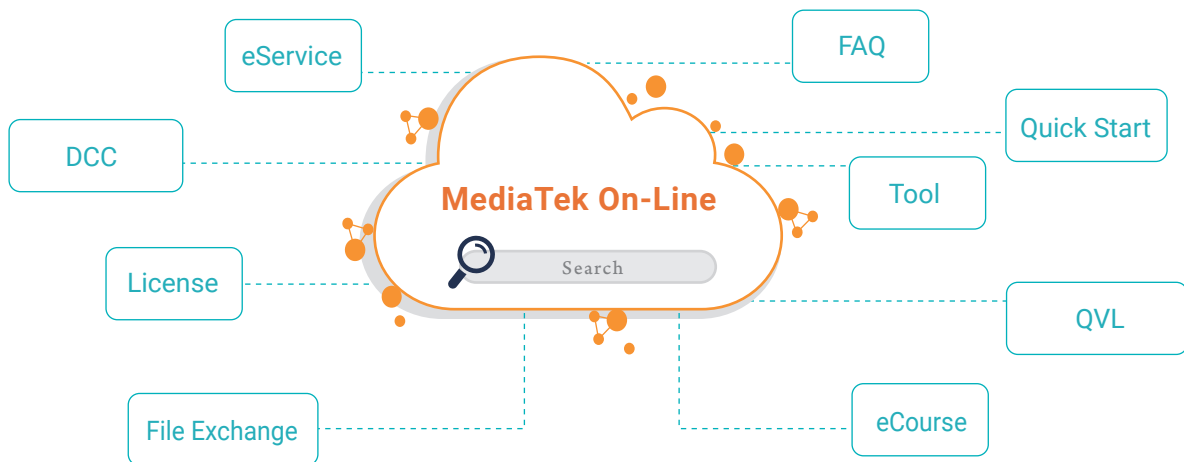 eService
FAQ
Quick Start
DCC
Tool
MediaTek On-Line
Search
License
QVL
File Exchange
eCourse